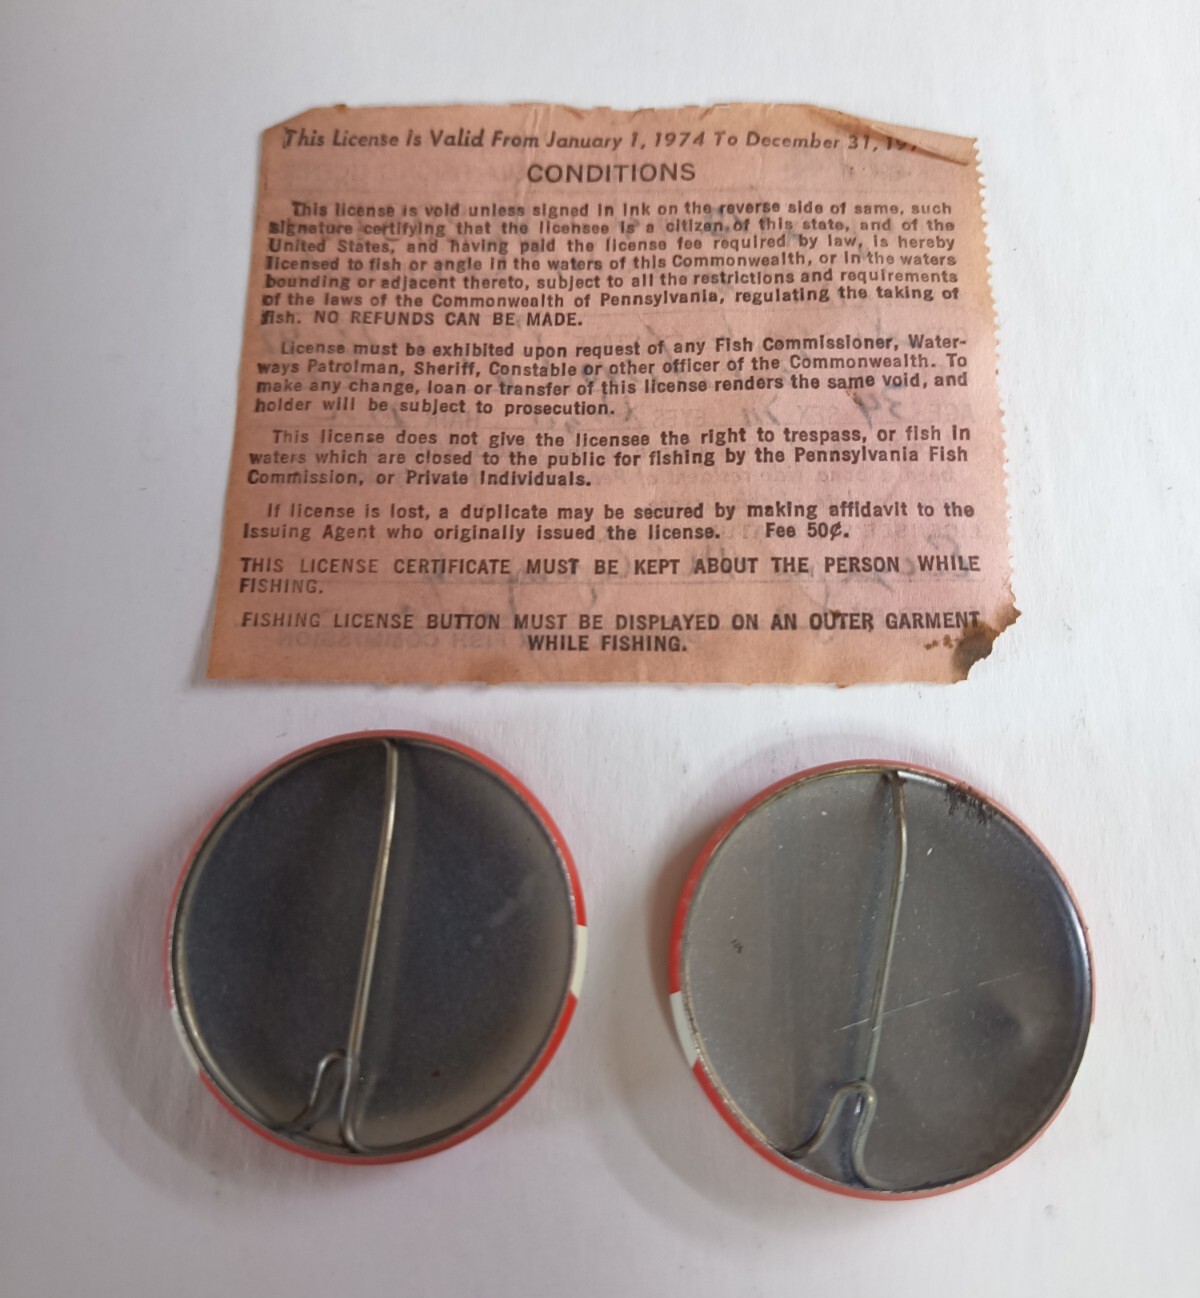 This License is Valid From January 1, 1974 To December 31, 197
CONDITIONS
This license is void unless signed in ink on the reverse side of same, such
signature certifying that the licensee is a citizen of this state, and of the
United States, and having paid the license fee required by law, is hereby
licensed to fish or angle in the waters of this Commonwealth, or in the waters
bounding or adjacent thereto, subject to all the restrictions and requirements
of the laws of the Commonwealth of Pennsylvania, regulating the taking of
fish. NO REFUNDS CAN BE MADE.
License must be exhibited upon request of any Fish Commissioner, Water-
ways Patrolman, Sheriff, Constable or other officer of the Commonwealth. To
make any change, loan or transfer of this license renders the same void, and
holder will be subject to prosecution.
This license does not give the licensee the right to trespass, or fish in
waters which are closed to the public for fishing by the Pennsylvania Fish
Commission, or Private Individuals.
If license is lost, a duplicate may be secured by making affidavit to the
Issuing Agent who originally issued the license. Fee 50¢.
THIS LICENSE CERTIFICATE MUST BE KEPT ABOUT THE PERSON WHILE
FISHING.
FISHING LICENSE BUTTON MUST BE DISPLAYED ON AN OUTER GARMENT
WHILE FISHING.